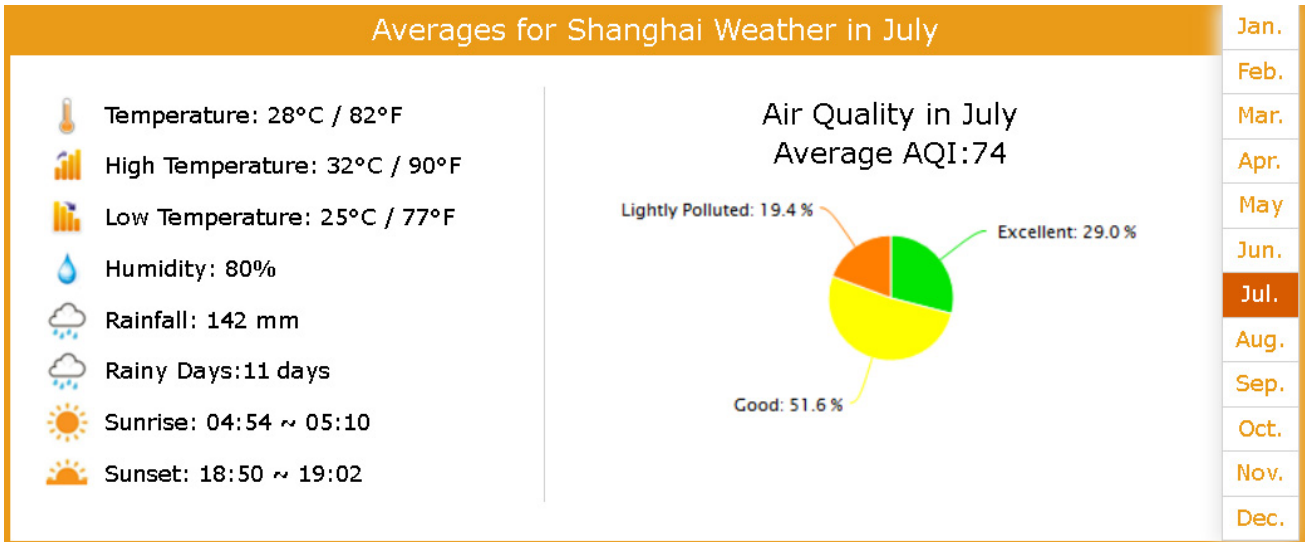 Averages for Shanghai Weather in July
Temperature: 28°C / 82°F
High Temperature: 32°C / 90°F
Low Temperature: 25°C / 77°F
Humidity: 80%
Rainfall: 142 mm
Rainy Days:11 days
Sunrise: 04:54 ~ 05:10
Sunset: 18:50 ~ 19:02
Air Quality in July
Average AQI:74
Lightly Polluted: 19.4 %
Excellent: 29.0 %
Good: 51.6 %
Jan.
Feb.
Mar.
Apr.
May
Jun.
Jul.
Aug.
Sep.
Oct.
Nov.
Dec.